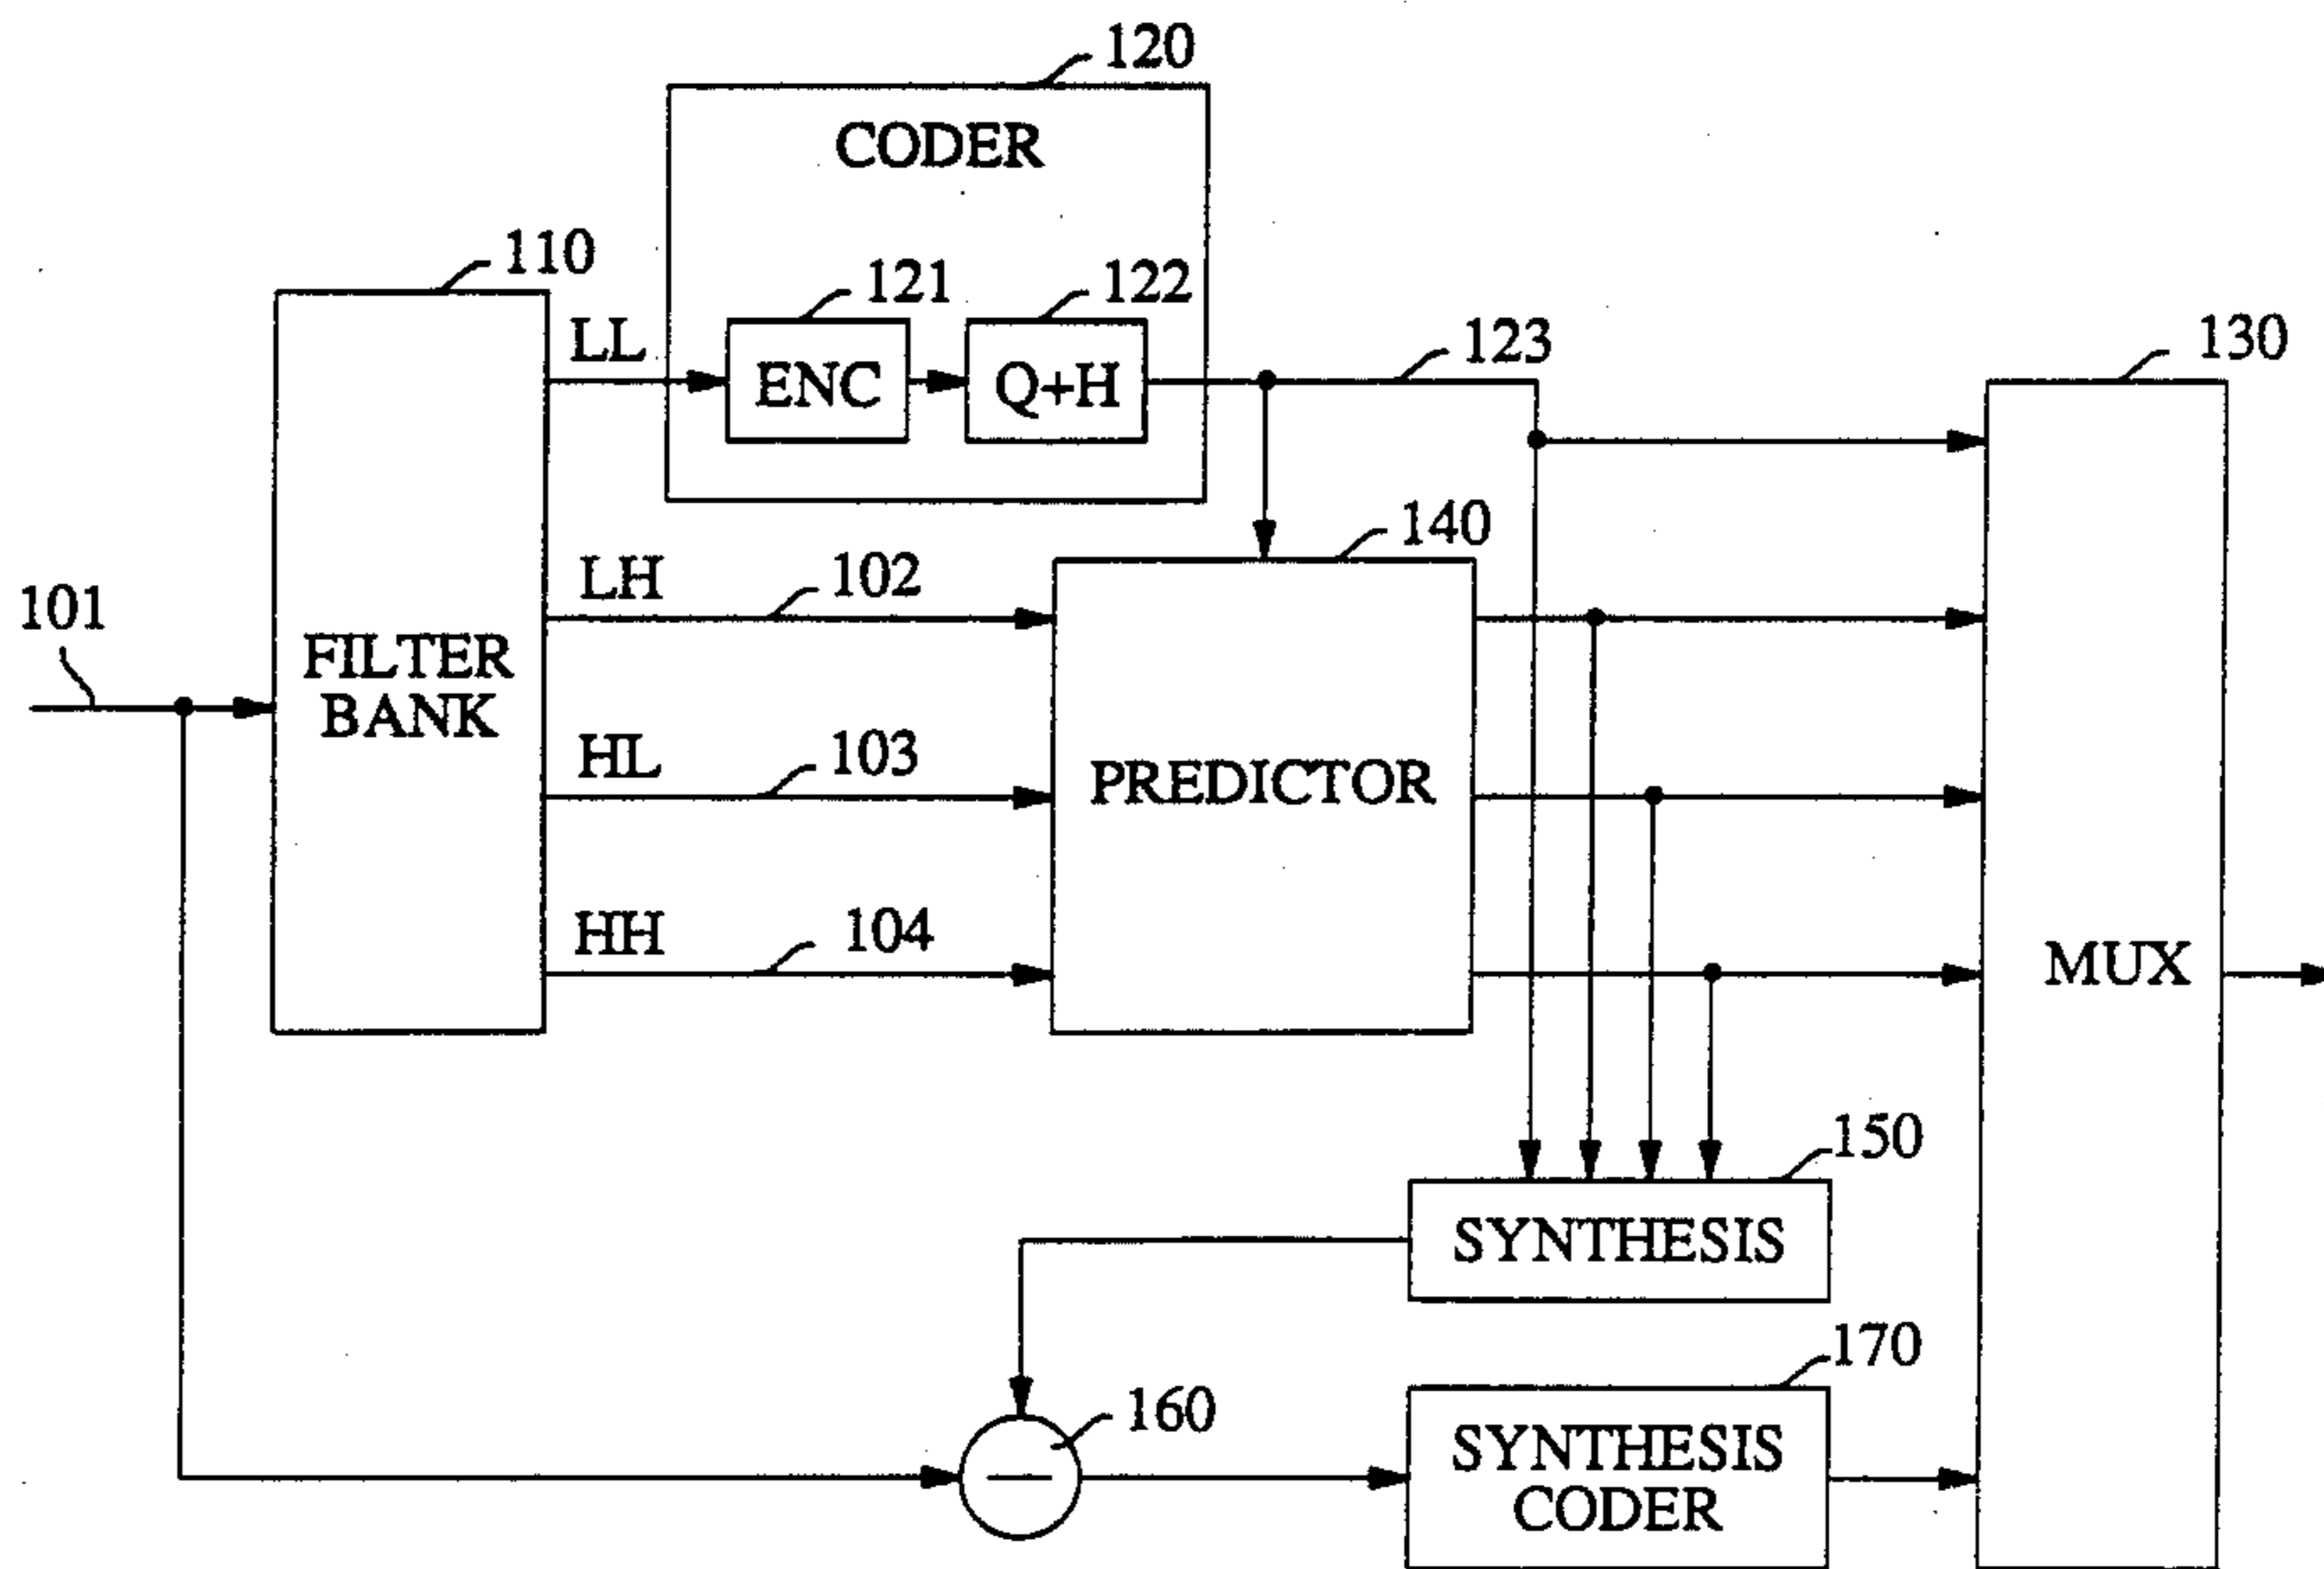 120
CODER
110
121
122
LL
ENC
Q+H
123
130
140
LH
102
101
FILTER
BANK
HL
103
PREDICTOR
HH
104
MUX
150
SYNTHESIS
170
160
SYNTHESIS
CODER